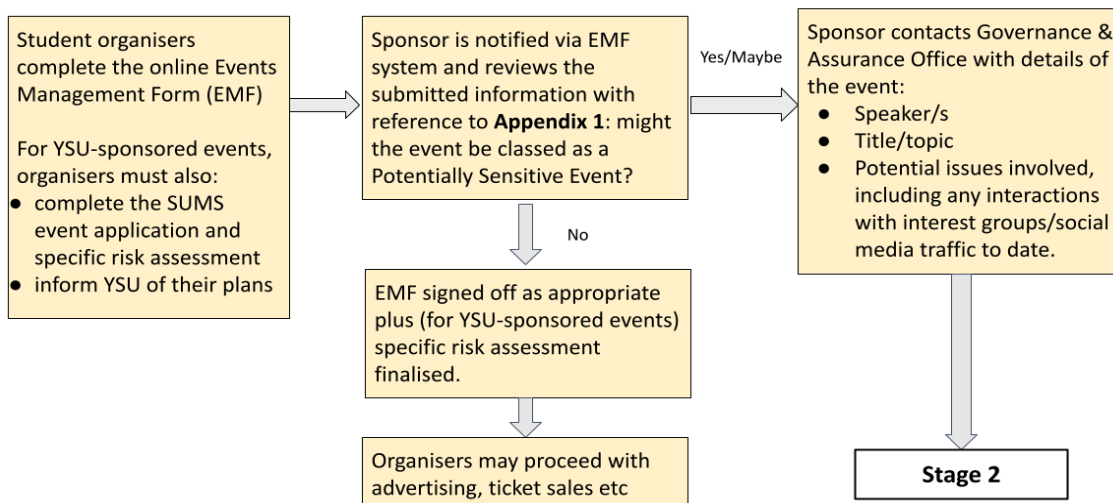 Student organisers
complete the online Events
Management Form (EMF)
For YSU-sponsored events,
organisers must also:
● complete the SUMS
event application and
specific risk assessment
● inform YSU of their plans
Sponsor is notified via EMF
system and reviews the
submitted information with
reference to Appendix 1: might
the event be classed as a
Potentially Sensitive Event?
Yes/Maybe
Sponsor contacts Governance &
Assurance Office with details of
the event:
● Speaker/s
● Title/topic
● Potential issues involved,
including any interactions
with interest groups/social
media traffic to date.
No
EMF signed off as appropriate
plus (for YSU-sponsored events)
specific risk assessment
finalised.
Organisers may proceed with
advertising, ticket sales etc
Stage 2